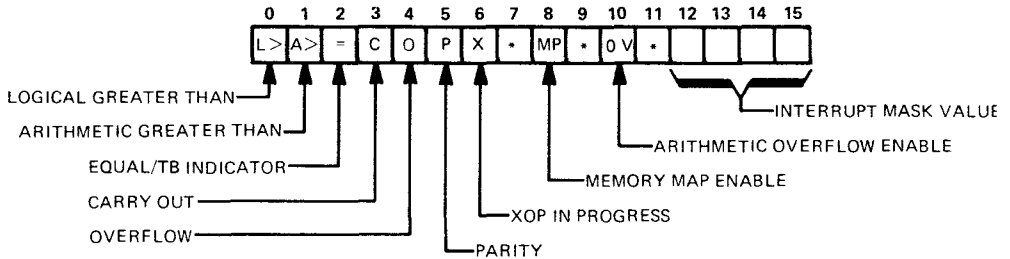 0 1 2 3 4 5 6 7 8 9 10 11 12 13 14 15
L> A> = C O P X * MP * 0V *
LOGICAL GREATER THAN
INTERRUPT MASK VALUE
ARITHMETIC GREATER THAN
ARITHMETIC OVERFLOW ENABLE
EQUAL/TB INDICATOR
MEMORY MAP ENABLE
CARRY OUT
XOP IN PROGRESS
OVERFLOW
PARITY